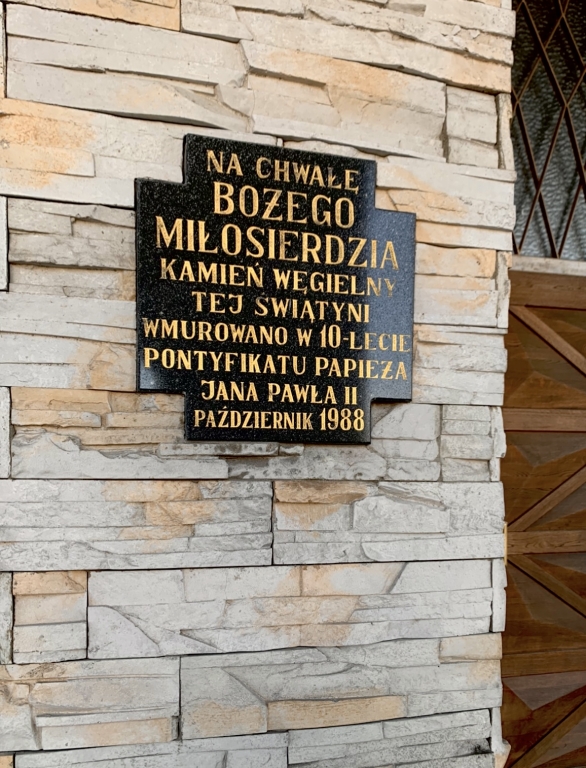 NA CHWAŁĘ
BOŻEGO
MIŁOSIERDZIA
KAMIEŃ WĘGIELNY
TEJ ŚWIĄTYNI
WMUROWANO W 10-LECIE
PONTYFIKATU PAPIEŻA
JANA PAWŁA II
PAŹDZIERNIK 1988